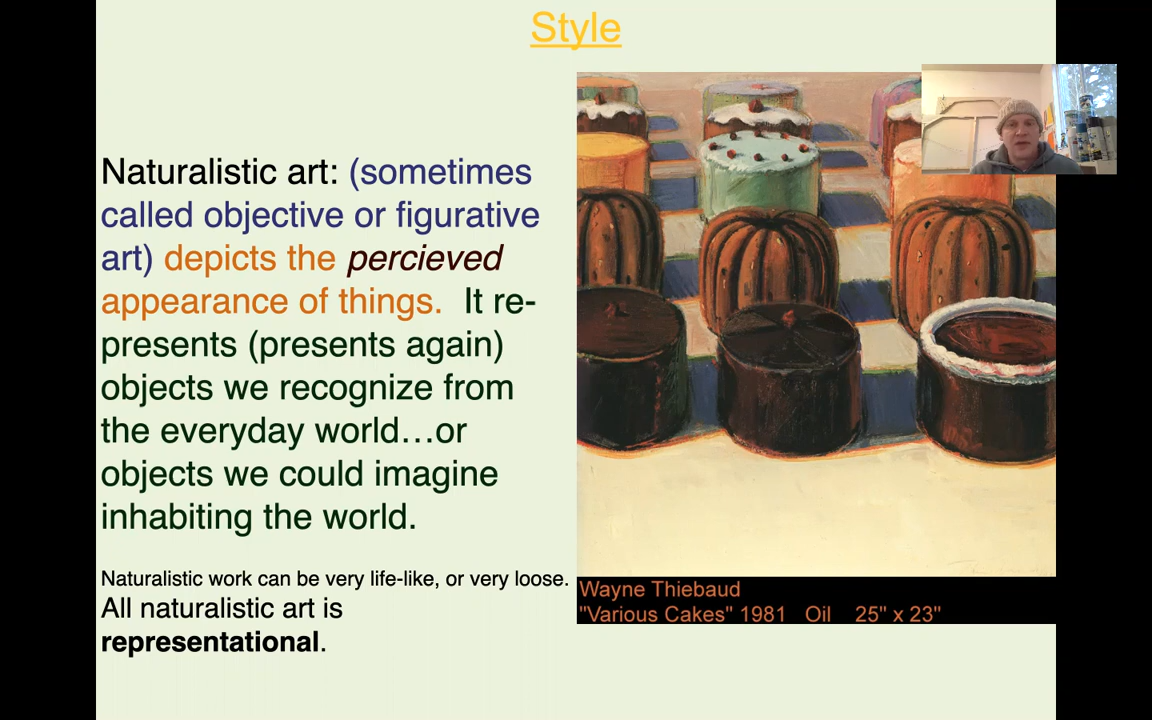 Style
Naturalistic art: (sometimes
called objective or figurative
art) depicts the percieved
appearance of things. It re-
presents (presents again)
objects we recognize from
the everyday world…or
objects we could imagine
inhabiting the world.
Naturalistic work can be very life-like, or very loose.
All naturalistic art is
representational.
Wayne Thiebaud
"Various Cakes" 1981 Oil 25" x 23"